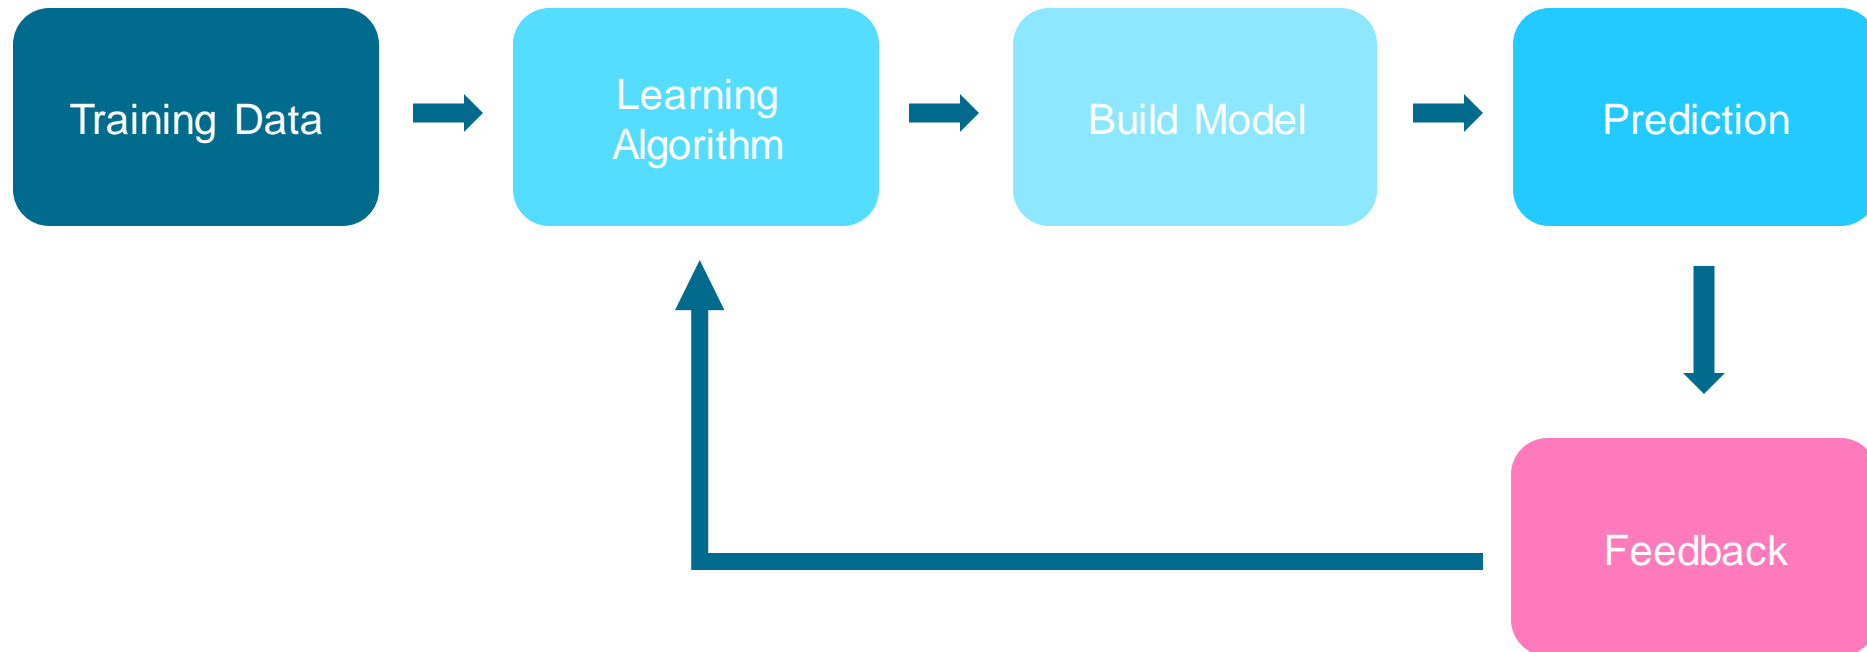 Training Data
Learning
Algorithm
Build Model
Prediction
Feedback